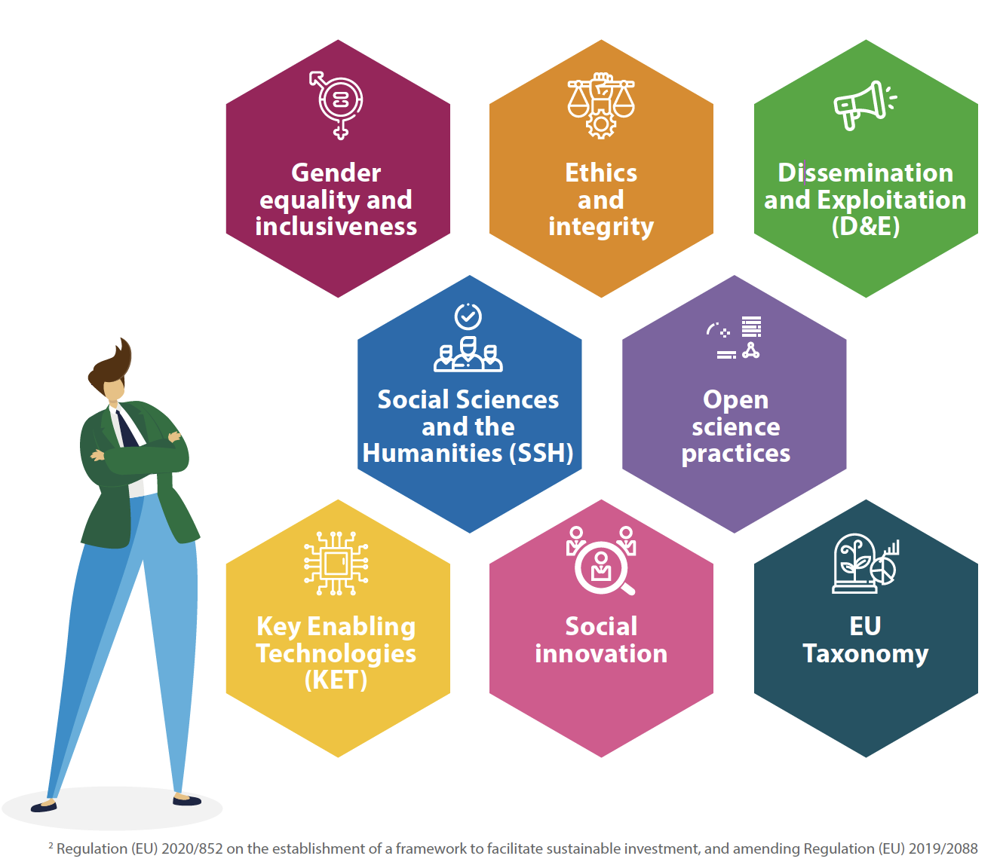 Gender
equality and
inclusiveness
Ethics
and
integrity
Dissemination
and Exploitation
(D&E)
Social Sciences
and the
Humanities (SSH)
Open
science
practices
Key Enabling
Technologies
(KET)
Social
innovation
EU
Taxonomy
² Regulation (EU) 2020/852 on the establishment of a framework to facilitate sustainable investment, and amending Regulation (EU) 2019/2088